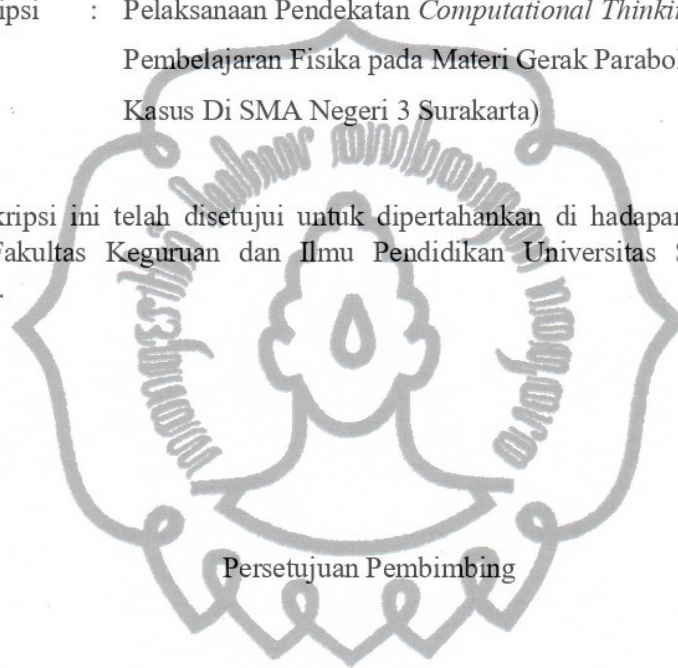 ipsi : Pelaksanaan Pendekatan Computational Thinkin
Pembelajaran Fisika pada Materi Gerak Parabol
Kasus Di SMA Negeri 3 Surakarta)
kripsi ini telah disetujui untuk dipertahankan di hadapan
Fakultas Keguruan dan Ilmu Pendidikan Universitas S
.
Persetujuan Pembimbing